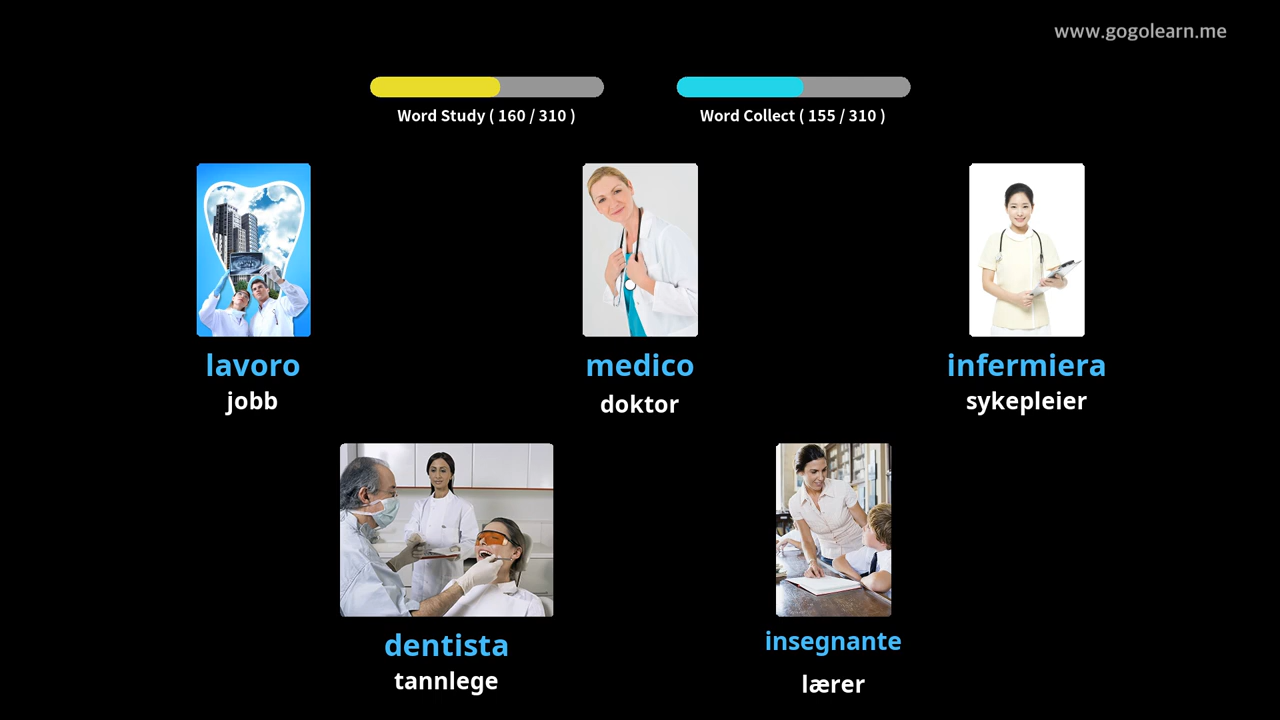 www.gogolearn.me
Word Study ( 160 / 310 )
Word Collect ( 155 / 310 )
lavoro
jobb
medico
doktor
infermiera
sykepleier
dentista
tannlege
insegnante
lærer